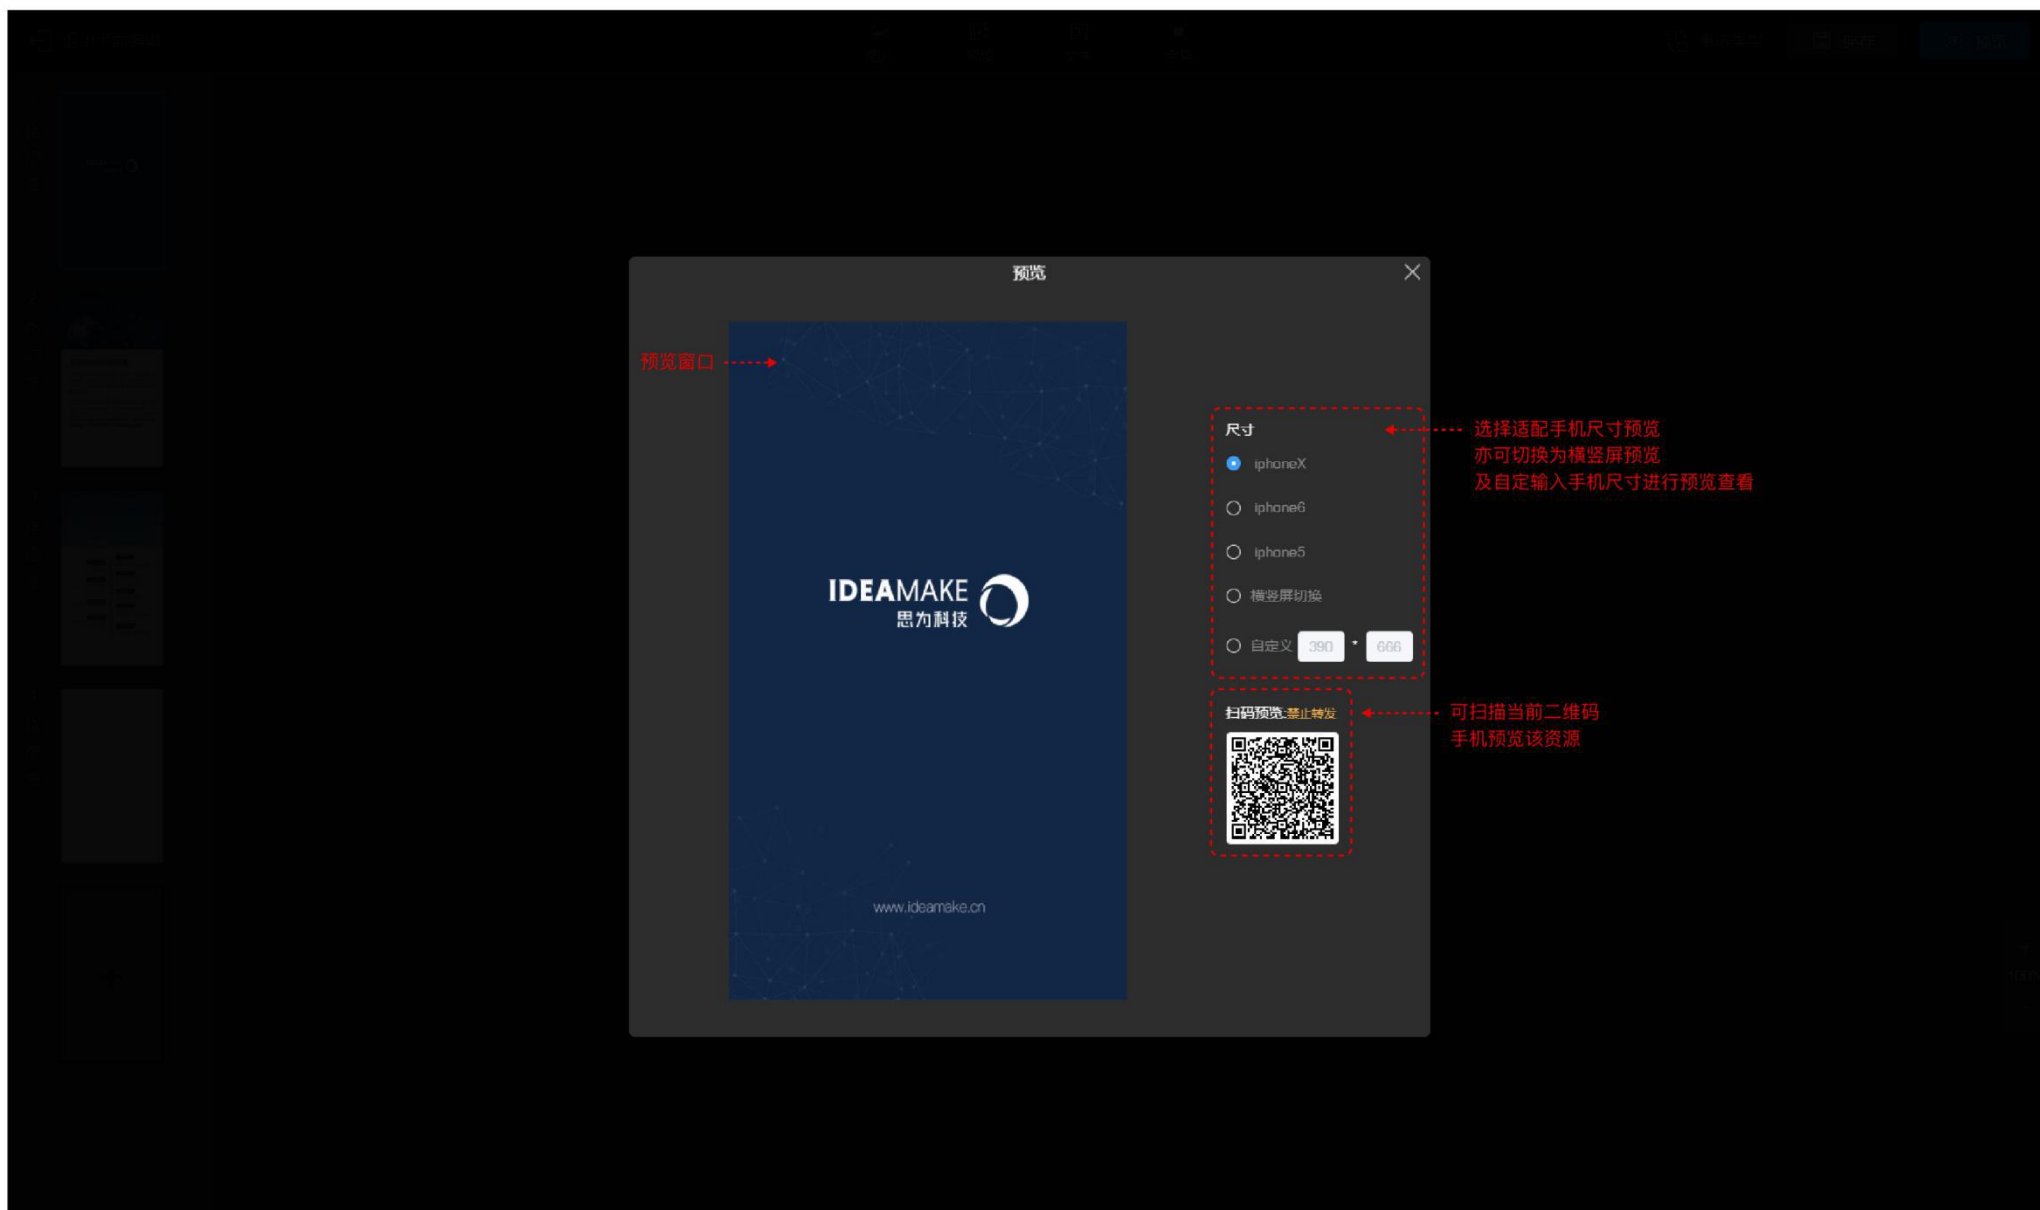 预览
预览窗口
IDEAMAKE
思为科技
www.ideamake.cn
尺寸
iphoneX
iphone6
iphone5
横竖屏切换
自定义 390 * 666
选择适配手机尺寸预览
亦可切换为横竖屏预览
及自定输入手机尺寸进行预览查看
扫码预览:禁止转发
可扫描当前二维码
手机预览该资源